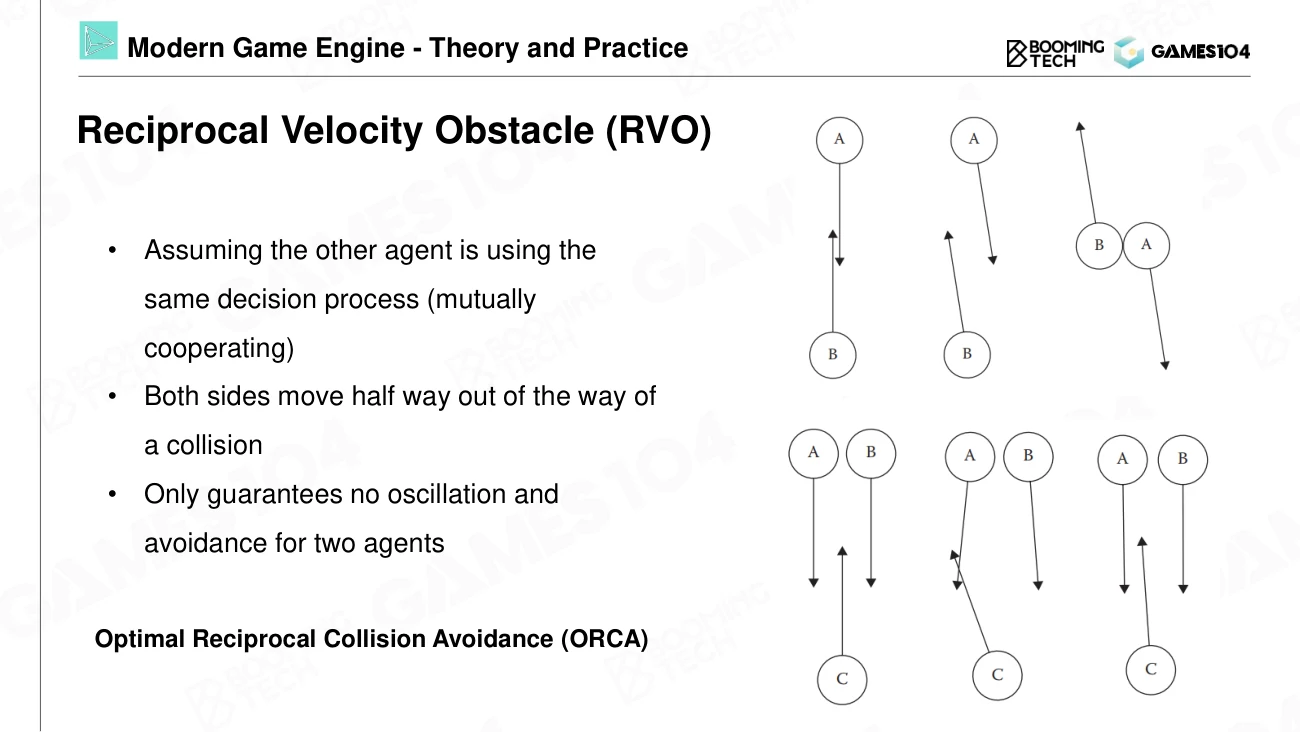 Modern Game Engine - Theory and Practice
BOOMING
TECH
GAMES104
Reciprocal Velocity Obstacle (RVO)
• Assuming the other agent is using the
same decision process (mutually
cooperating)
• Both sides move half way out of the way of
a collision
• Only guarantees no oscillation and
avoidance for two agents
Optimal Reciprocal Collision Avoidance (ORCA)
A
A
B
A
B
B
A
B
A
B
A
B
C
C
C